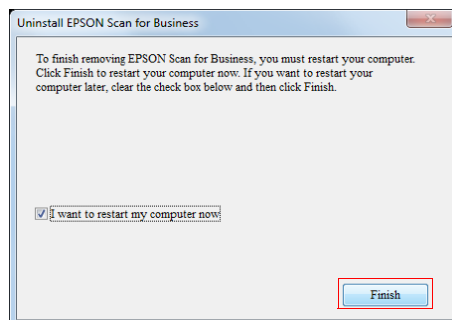 Uninstall EPSON Scan for Business
To finish removing EPSON Scan for Business, you must restart your computer.
Click Finish to restart your computer now. If you want to restart your
computer later, clear the check box below and then click Finish.
I want to restart my computer now
Finish